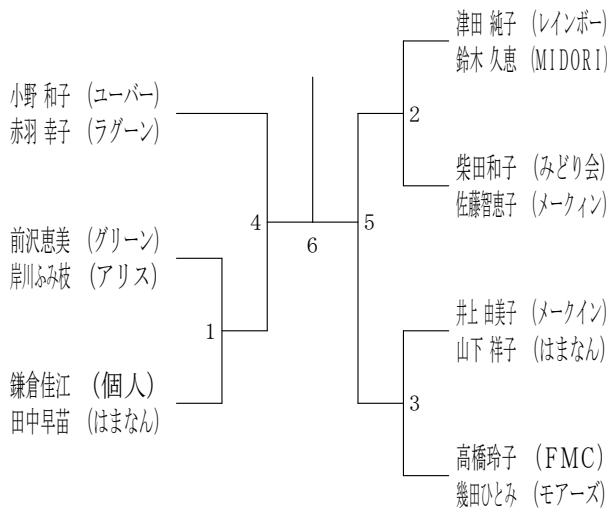 小野 和子 (ユーバー)
赤羽 幸子 (ラグーン)
前沢恵美 (グリーン)
岸川ふみ枝 (アリス)
鎌倉佳江 (個人)
田中早苗 (はまなん)
1
4
6
5
2
3
津田 純子 (レインボー)
鈴木 久恵 (MIDORI)
柴田和子 (みどり会)
佐藤智恵子 (メークィン)
井上 由美子 (メークイン)
山下 祥子 (はまなん)
高橋玲子 (FMC)
幾田ひとみ (モアーズ)